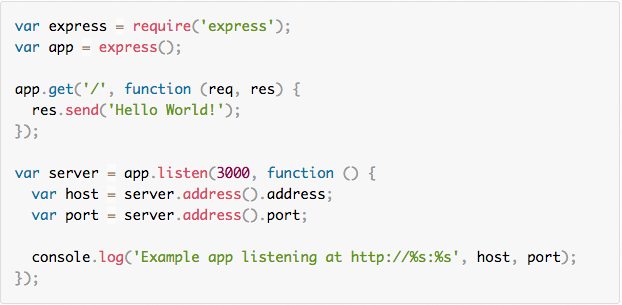 var express = require('express');
var app = express();

app.get('/', function (req, res) {
  res.send('Hello World!');
});

var server = app.listen(3000, function () {
  var host = server.address().address;
  var port = server.address().port;

  console.log('Example app listening at http://%s:%s', host, port);
});